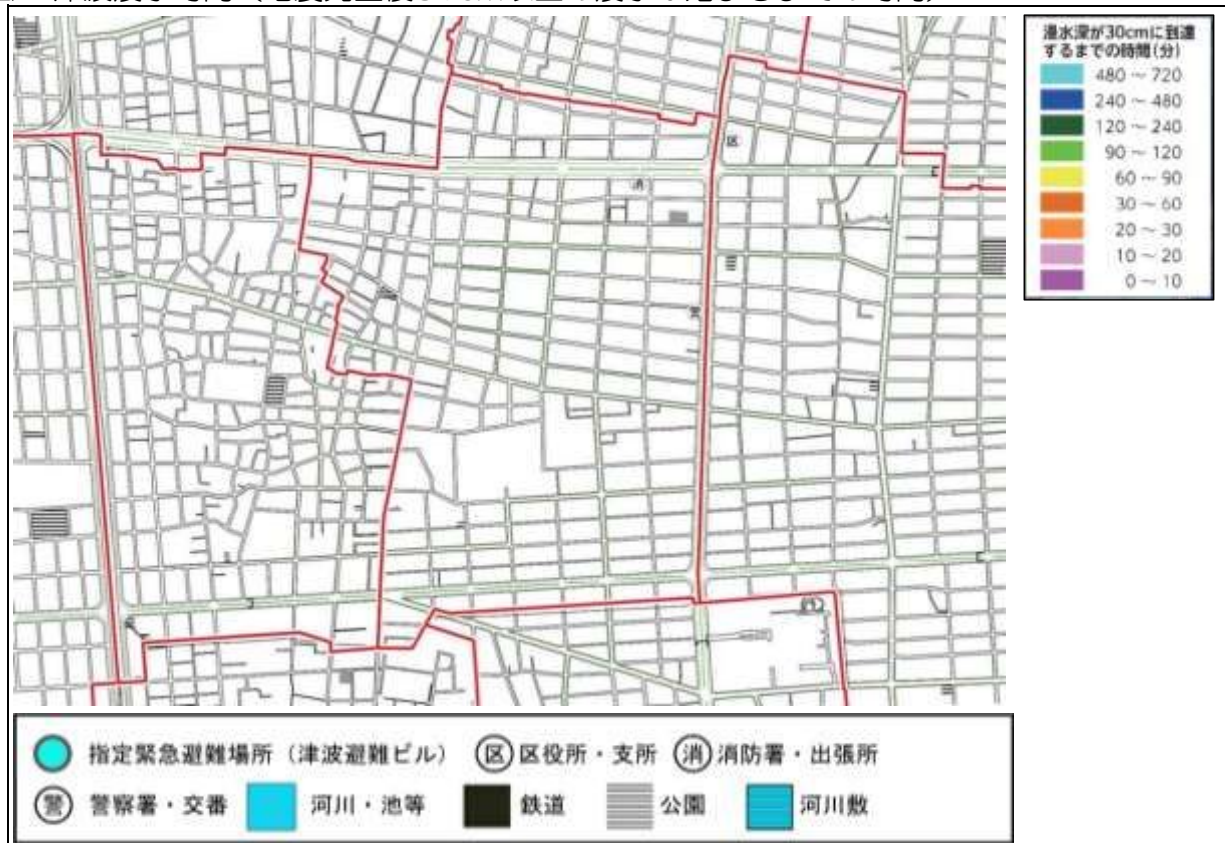 浸水深が30cmに到達
するまでの時間(分)
480 ～ 720
240 ～ 480
120 ～ 240
90 ～ 120
60 ～ 90
30 ～ 60
20 ～ 30
10 ～ 20
0 ～ 10
区
消
指定緊急避難場所（津波避難ビル）
区 区役所・支所
消 消防署・出張所
警 警察署・交番
河川・池等
鉄道
公園
河川敷